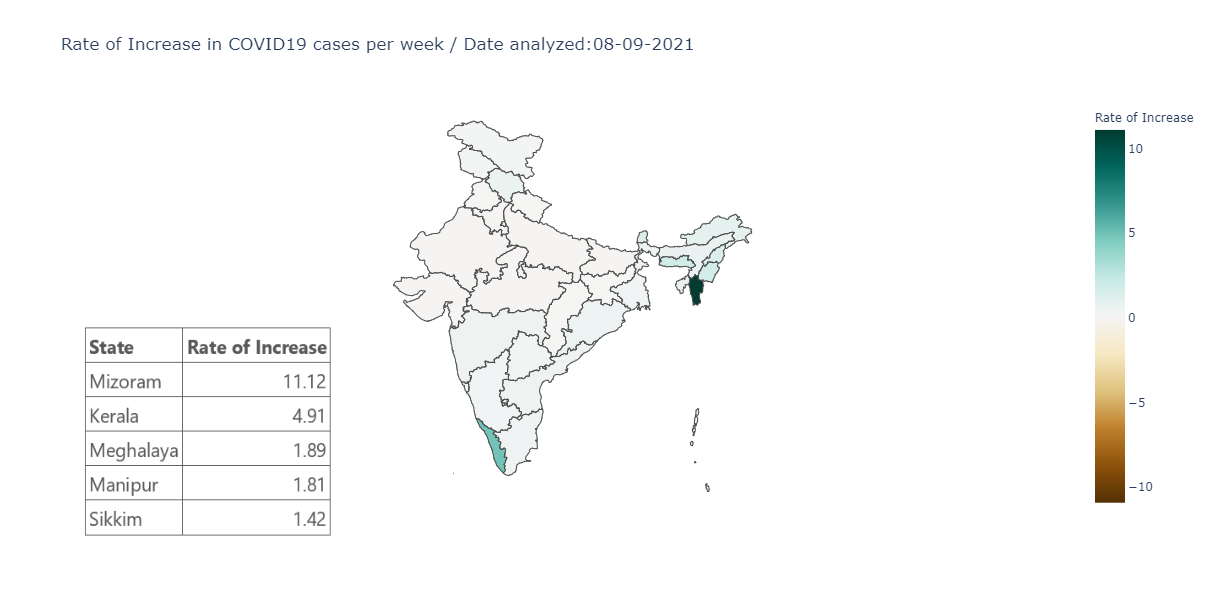 Rate of Increase in COVID19 cases per week / Date analyzed:08-09-2021
Rate of Increase
10
5
0
−5
−10
State Rate of Increase
Mizoram 11.12
Kerala 4.91
Meghalaya 1.89
Manipur 1.81
Sikkim 1.42